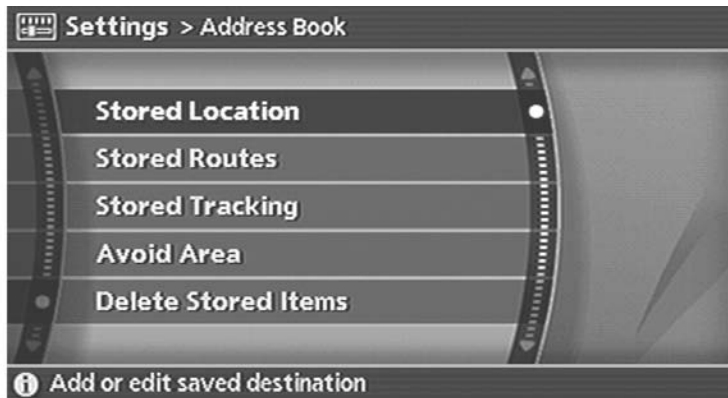 Settings > Address Book
Stored Location
Stored Routes
Stored Tracking
Avoid Area
Delete Stored Items
Add or edit saved destination